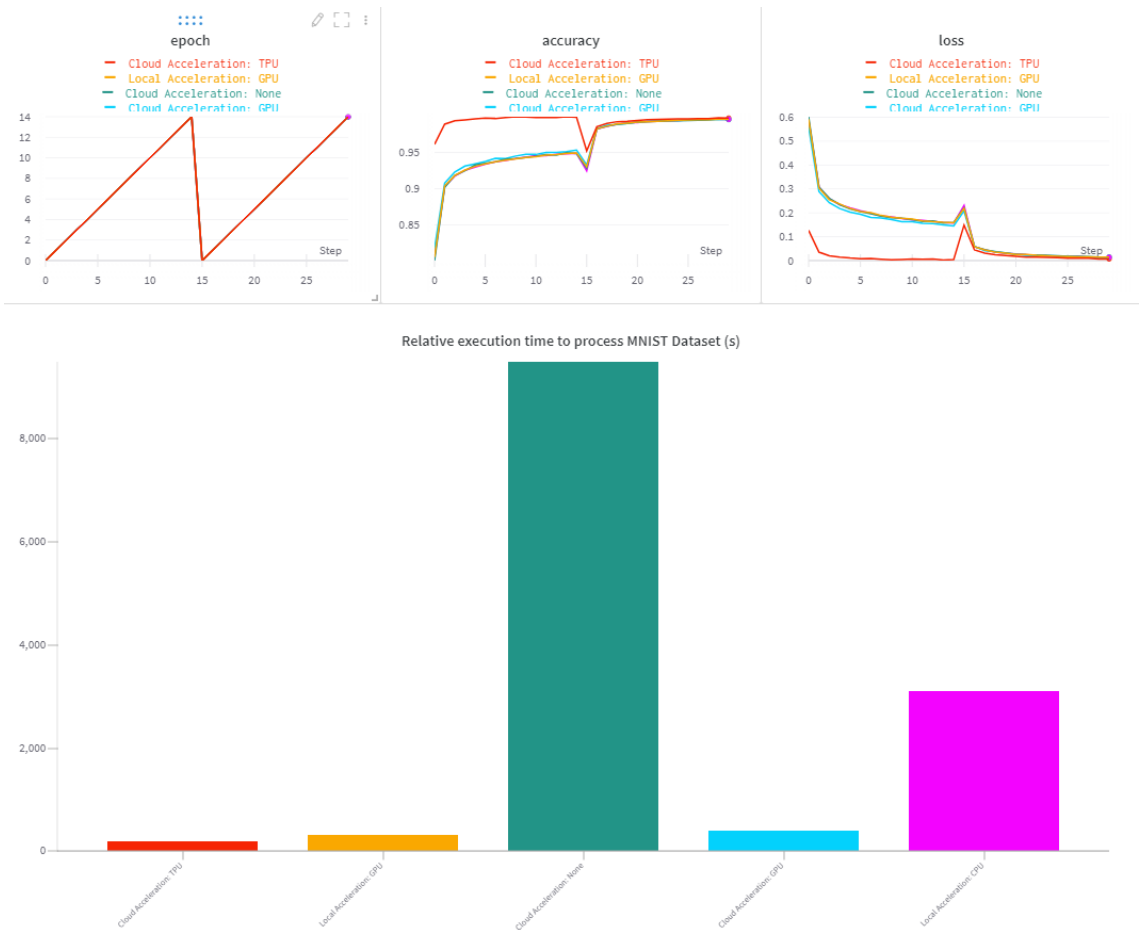 epoch
Cloud Acceleration: TPU
Local Acceleration: GPU
Cloud Acceleration: None
Cloud Acceleration: GPU
14
12
10
8
6
4
2
0
Step
0 5 10 15 20 25
accuracy
Cloud Acceleration: TPU
Local Acceleration: GPU
Cloud Acceleration: None
Cloud Acceleration: GPU
0.95
0.9
0.85
Step
0 5 10 15 20 25
loss
Cloud Acceleration: TPU
Local Acceleration: GPU
Cloud Acceleration: None
Cloud Acceleration: GPU
0.6
0.5
0.4
0.3
0.2
0.1
0
Step
0 5 10 15 20 25
Relative execution time to process MNIST Dataset (s)
8,000
6,000
4,000
2,000
0
Cloud Acceleration: TPU
Local Acceleration: GPU
Cloud Acceleration: None
Cloud Acceleration: GPU
Local Acceleration: CPU